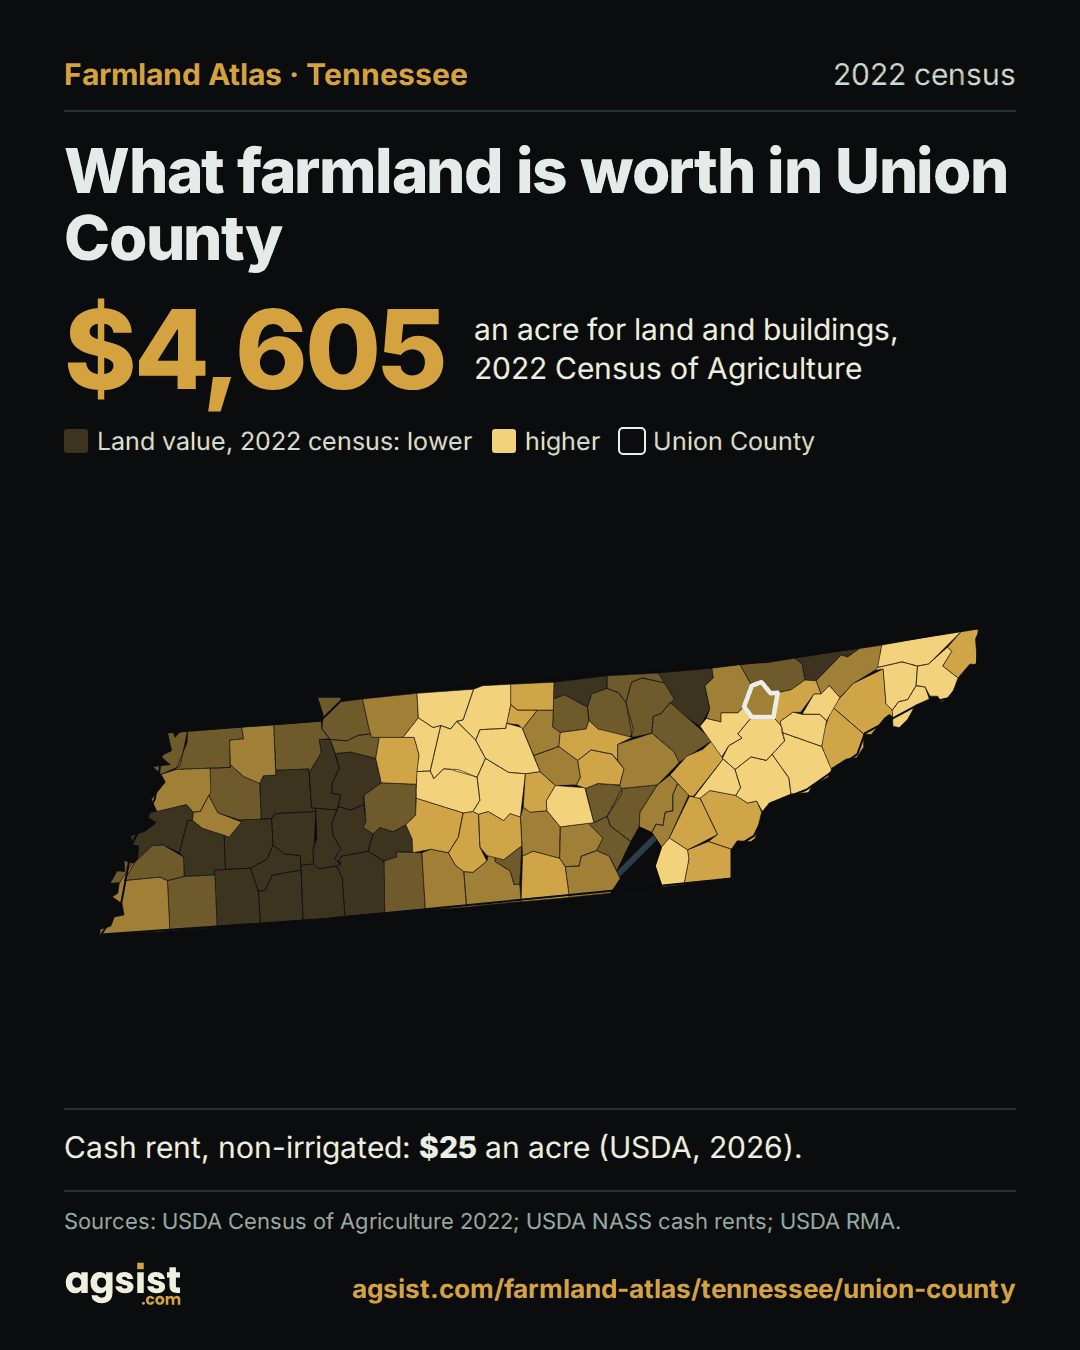 Farmland Atlas · Tennessee
2022 census
What farmland is worth in Union
County
$4,605
an acre for land and buildings,
2022 Census of Agriculture
Land value, 2022 census: lower
higher
Union County
Cash rent, non-irrigated: $25 an acre (USDA, 2026).
Sources: USDA Census of Agriculture 2022; USDA NASS cash rents; USDA RMA.
agsist
.com
agsist.com/farmland-atlas/tennessee/union-county